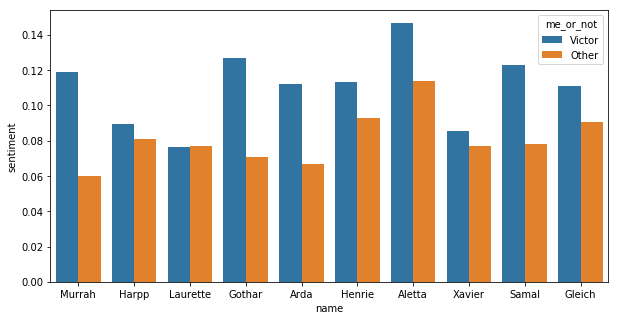 me_or_not
Victor
Other
sentiment
0.14
0.12
0.10
0.08
0.06
0.04
0.02
0.00
Murrah Harpp Laurette Gothar Arda Henrie Aletta Xavier Samal Gleich
name